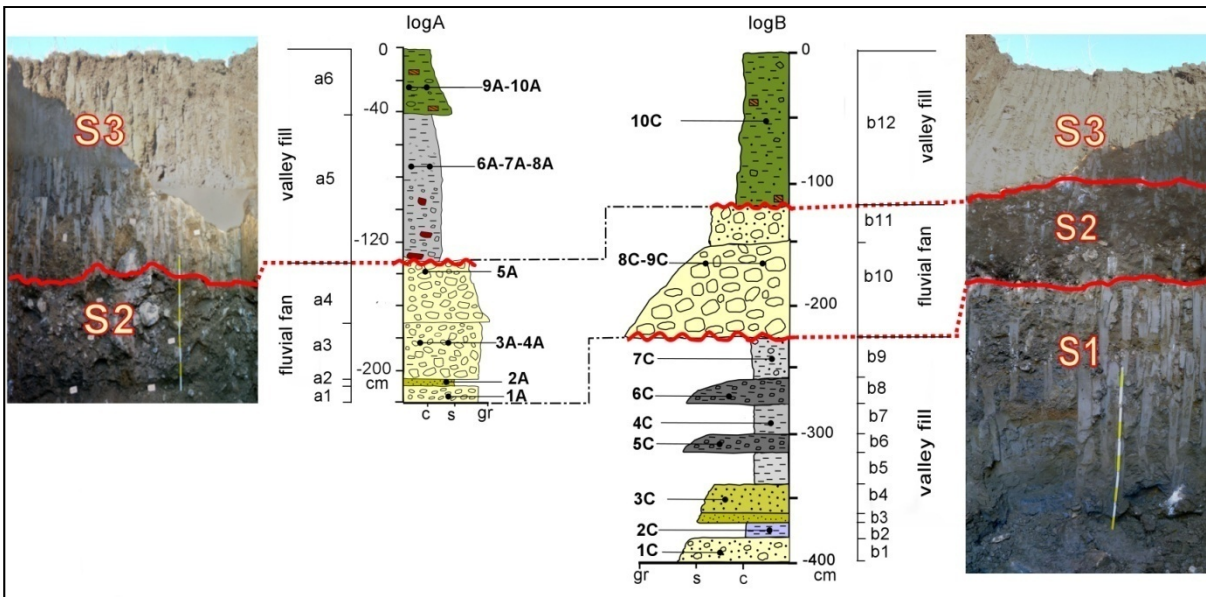 logA
logB
0
-40
-120
-200
cm
c s gr
a6
a5
a4
a3
a2
a1
valley fill
fluvial fan
9A-10A
6A-7A-8A
5A
3A-4A
2A
1A
S3
S2
0
-100
-200
-300
-400
cm
gr s c
10C
8C-9C
7C
6C
4C
5C
3C
2C
1C
b12
b11
b10
b9
b8
b7
b6
b5
b4
b3
b2
b1
valley fill
fluvial fan
valley fill
S3
S2
S1